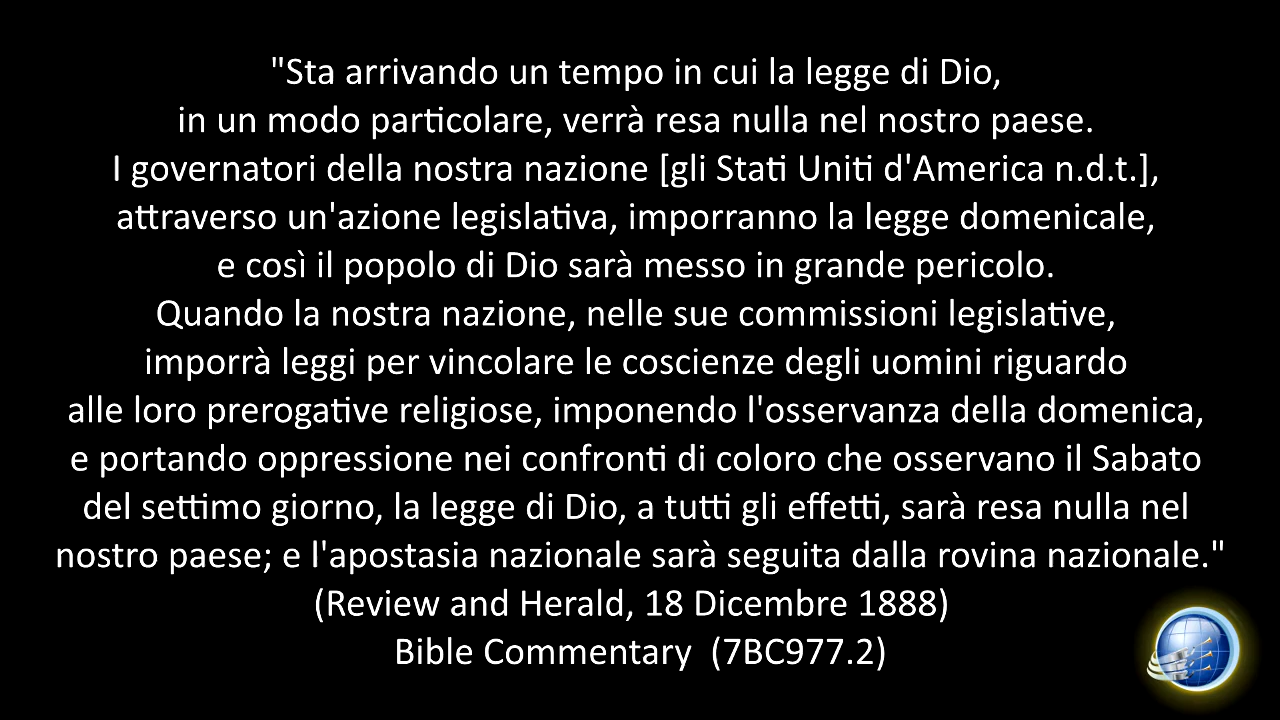 "Sta arrivando un tempo in cui la legge di Dio,
in un modo particolare, verrà resa nulla nel nostro paese.
I governatori della nostra nazione [gli Stati Uniti d'America n.d.t.],
attraverso un'azione legislativa, imporranno la legge domenicale,
e così il popolo di Dio sarà messo in grande pericolo.
Quando la nostra nazione, nelle sue commissioni legislative,
imporrà leggi per vincolare le coscienze degli uomini riguardo
alle loro prerogative religiose, imponendo l'osservanza della domenica,
e portando oppressione nei confronti di coloro che osservano il Sabato
del settimo giorno, la legge di Dio, a tutti gli effetti, sarà resa nulla nel
nostro paese; e l'apostasia nazionale sarà seguita dalla rovina nazionale."
(Review and Herald, 18 Dicembre 1888)
Bible Commentary (7BC977.2)